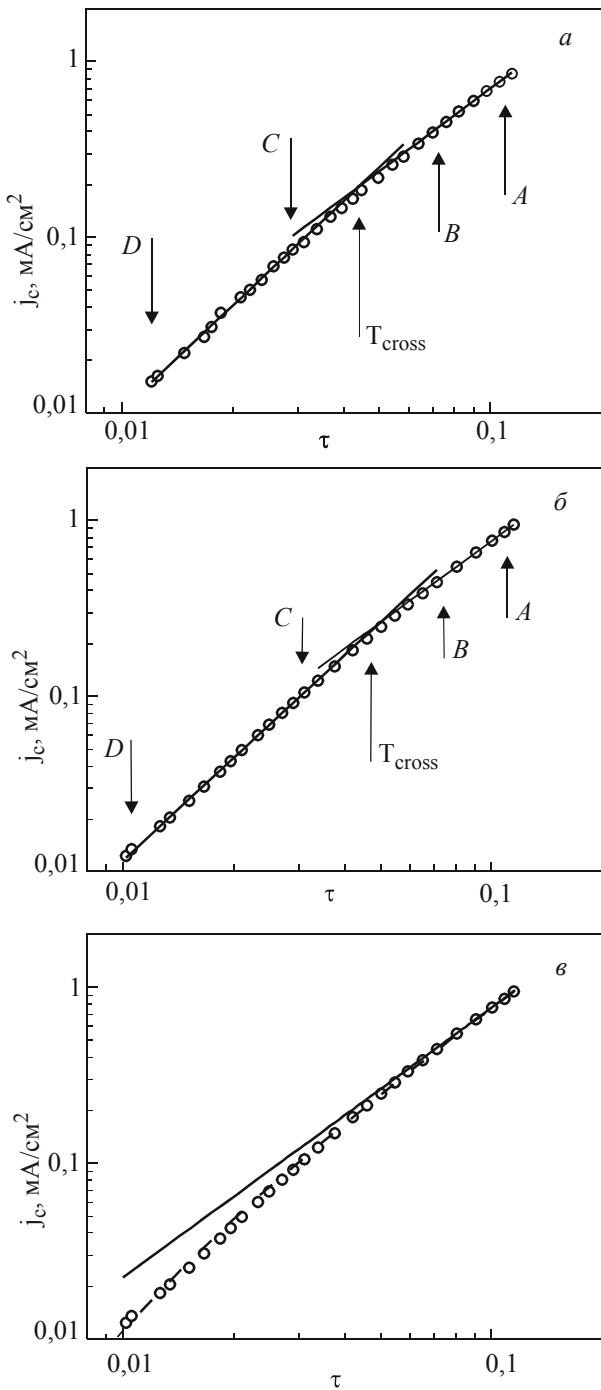 а
1
C
A
j_c, мА/см²
0,1
B
D
T_cross
0,01
0,01
0,1
τ
б
1
C
A
j_c, мА/см²
B
0,1
D
T_cross
0,01
0,01
0,1
τ
в
1
j_c, мА/см²
0,1
0,01
0,01
0,1
τ